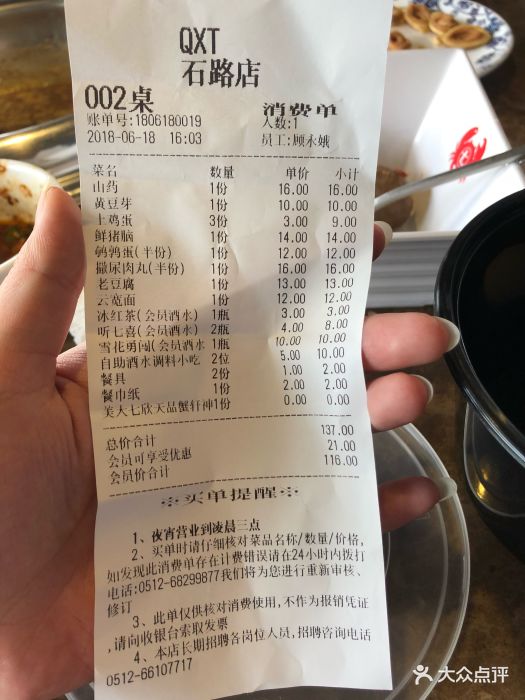 QXT
石路店
002桌 消费单
账单号:1806180019 人数:1
2018-06-18 16:03 员工:顾永娥
菜名 数量 单价 小计
山药 1份 16.00 16.00
黄豆芽 1份 10.00 10.00
土鸡蛋 3份 3.00 9.00
鲜猪脑 1份 14.00 14.00
鹌鹑蛋(半份) 1份 12.00 12.00
撒尿肉丸(半份) 1份 16.00 16.00
老豆腐 1份 13.00 13.00
云宽面 1份 12.00 12.00
冰红茶(会员酒水) 1瓶 3.00 3.00
听七喜(会员酒水) 2瓶 4.00 8.00
雪花勇闯(会员酒水 1瓶 10.00 10.00
自助酒水调料小吃 2位 5.00 10.00
餐具 2份 1.00 2.00
餐巾纸 1份 2.00 2.00
美人七欣天品蟹轩神1份 0.00 0.00
总价合计 137.00
会员可享受优惠 21.00
会员价合计 116.00
※买单提醒※
1、夜宵营业到凌晨三点
2、买单时请仔细核对菜品名称/数量/价格,
如发现此消费单存在计费错误请在24小时内拨打
电话:0512-68299877我们将为您进行重新审核、
修订
3、此单仅供核对消费使用,不作为报销凭证
,请向收银台索取发票
4、本店长期招聘各岗位人员,招聘咨询电话
0512-66107717
大众点评